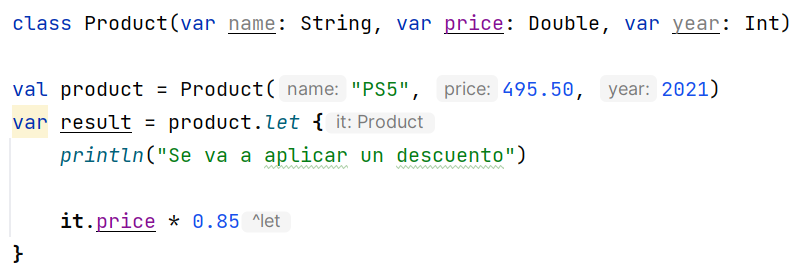 class Product(var name: String, var price: Double, var year: Int)
val product = Product( name: "PS5", price: 495.50, year: 2021)
var result = product.let { it: Product
println("Se va a aplicar un descuento")
it.price * 0.85 ^let
}